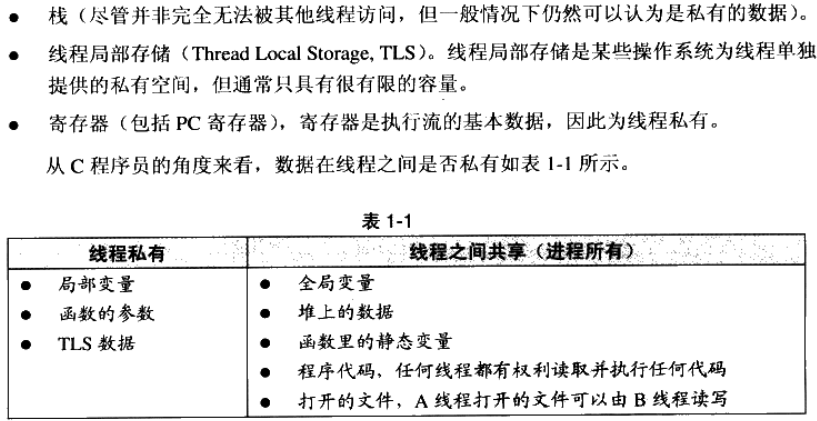 ● 栈（尽管并非完全无法被其他线程访问，但一般情况下仍然可以认为是私有的数据）。
● 线程局部存储（Thread Local Storage, TLS）。线程局部存储是某些操作系统为线程单独
提供的私有空间，但通常只具有很有限的容量。
● 寄存器（包括 PC 寄存器），寄存器是执行流的基本数据，因此为线程私有。
从 C 程序员的角度来看，数据在线程之间是否私有如表 1-1 所示。
表 1-1
线程私有
线程之间共享（进程所有）
● 局部变量
● 函数的参数
● TLS 数据
● 全局变量
● 堆上的数据
● 函数里的静态变量
● 程序代码，任何线程都有权利读取并执行任何代码
● 打开的文件，A 线程打开的文件可以由 B 线程读写